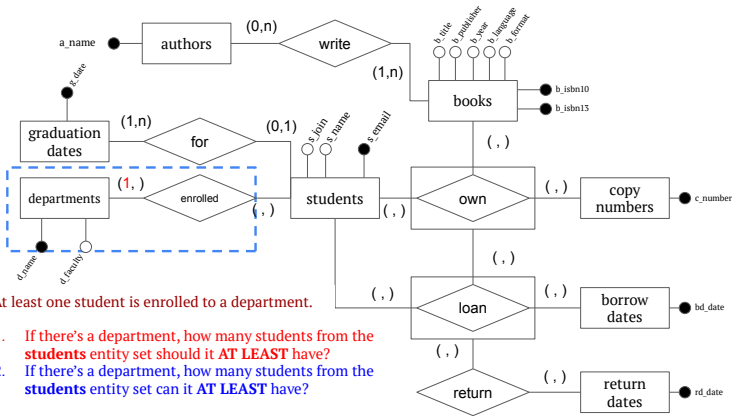 b_title
b_publisher
b_year
b_language
b_format
a_name
authors
(0,n)
write
(1,n)
g_date
books
b_isbn10
b_isbn13
graduation
dates
(1,n)
for
(0,1)
s_join
s_name
s_email
( , )
departments
(1, )
enrolled
( , )
students
( , )
own
( , )
copy
numbers
c_number
d_name
d_faculty
( , )
At least one student is enrolled to a department.
( , )
loan
( , )
borrow
dates
bd_date
. If there's a department, how many students from the
students entity set should it AT LEAST have?
2. If there's a department, how many students from the
students entity set can it AT LEAST have?
( , )
return
( , )
return
dates
rd_date